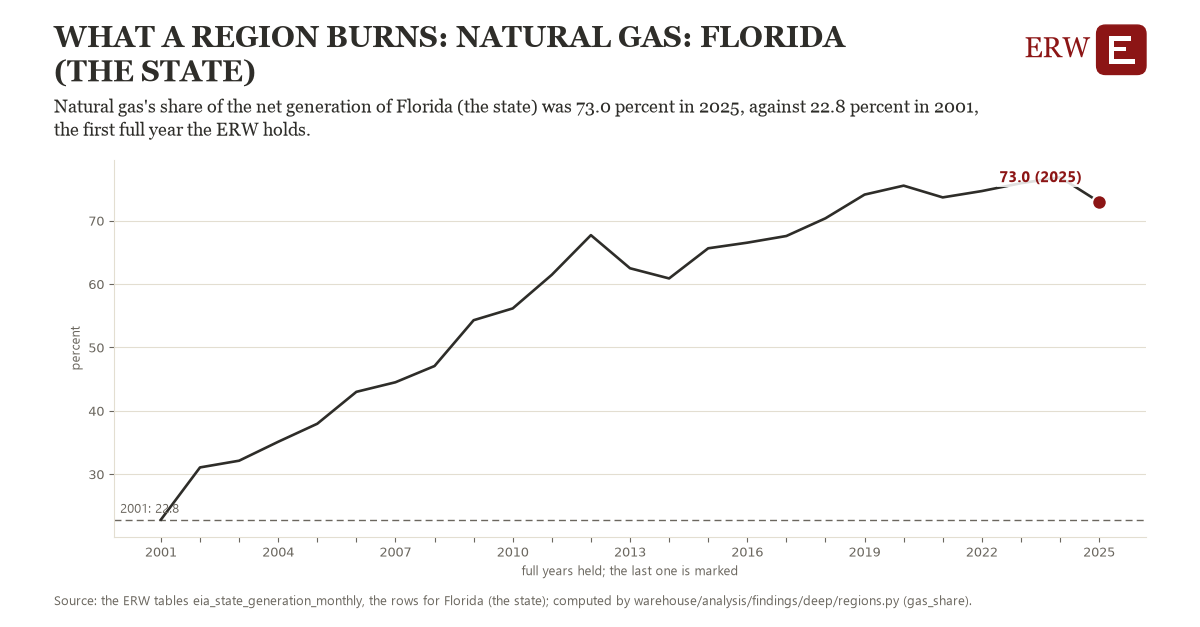 WHAT A REGION BURNS: NATURAL GAS: FLORIDA
(THE STATE)
ERW E
Natural gas's share of the net generation of Florida (the state) was 73.0 percent in 2025, against 22.8 percent in 2001,
the first full year the ERW holds.
73.0 (2025)
70
60
50
40
30
percent
2001: 22.8
2001 2004 2007 2010 2013 2016 2019 2022 2025
full years held; the last one is marked
Source: the ERW tables eia_state_generation_monthly, the rows for Florida (the state); computed by warehouse/analysis/findings/deep/regions.py (gas_share).